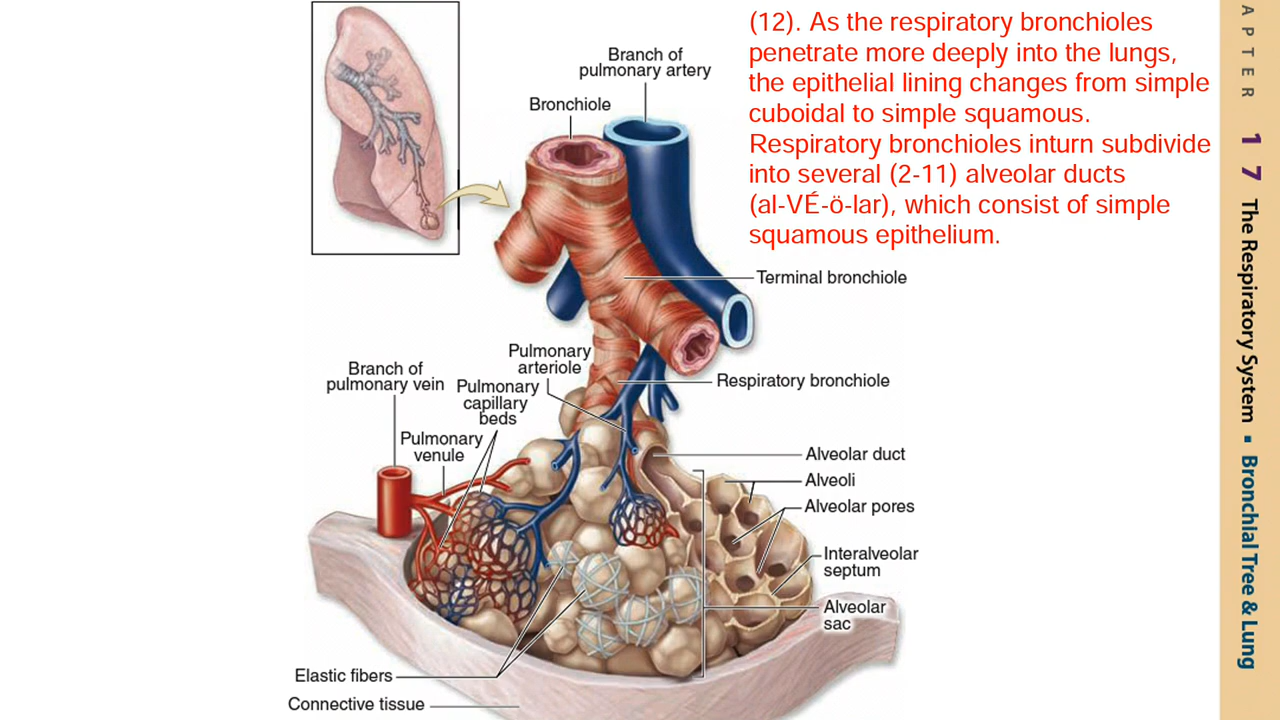 (12). As the respiratory bronchioles
penetrate more deeply into the lungs,
the epithelial lining changes from simple
cuboidal to simple squamous.
Respiratory bronchioles inturn subdivide
into several (2-11) alveolar ducts
(al-VÉ-ö-lar), which consist of simple
squamous epithelium.
Branch of
pulmonary artery
Bronchiole
Terminal bronchiole
Pulmonary
arteriole
Branch of
pulmonary vein
Pulmonary
capillary
beds
Respiratory bronchiole
Pulmonary
venule
Alveolar duct
Alveoli
Alveolar pores
Interalveolar
septum
Alveolar
sac
Elastic fibers
Connective tissue
APTER 17 The Respiratory System ▪ Bronchial Tree & Lung